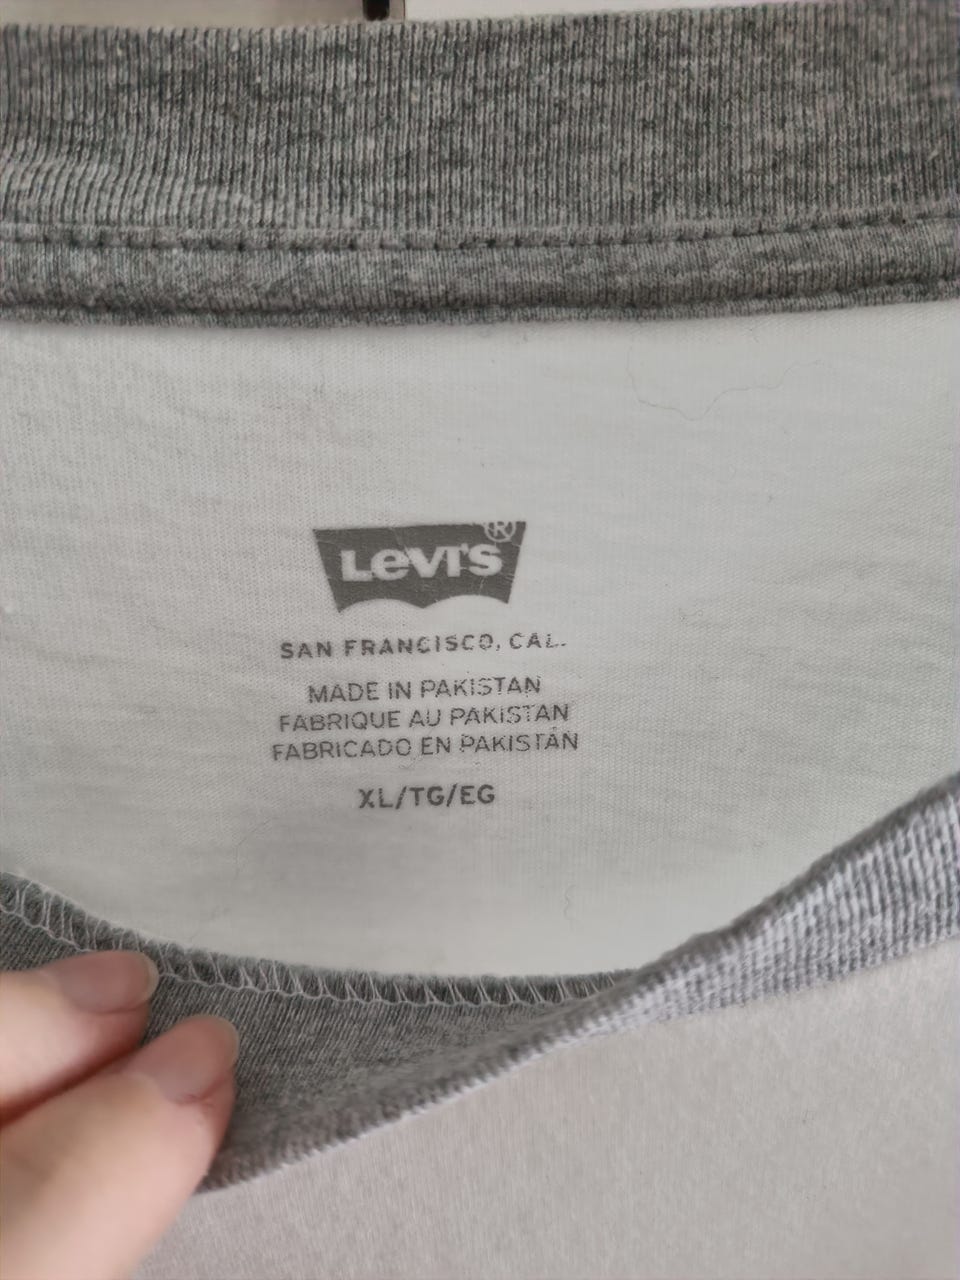 Levi's®
SAN FRANCISCO, CAL.
MADE IN PAKISTAN
FABRIQUE AU PAKISTAN
FABRICADO EN PAKISTÁN
XL/TG/EG